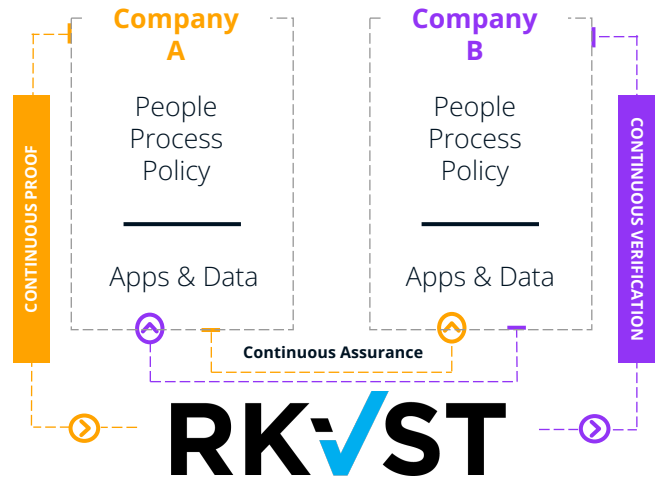 Company
A
People
Process
Policy
Apps & Data
Company
B
People
Process
Policy
Apps & Data
CONTINUOUS PROOF
CONTINUOUS VERIFICATION
Continuous Assurance
RKVST